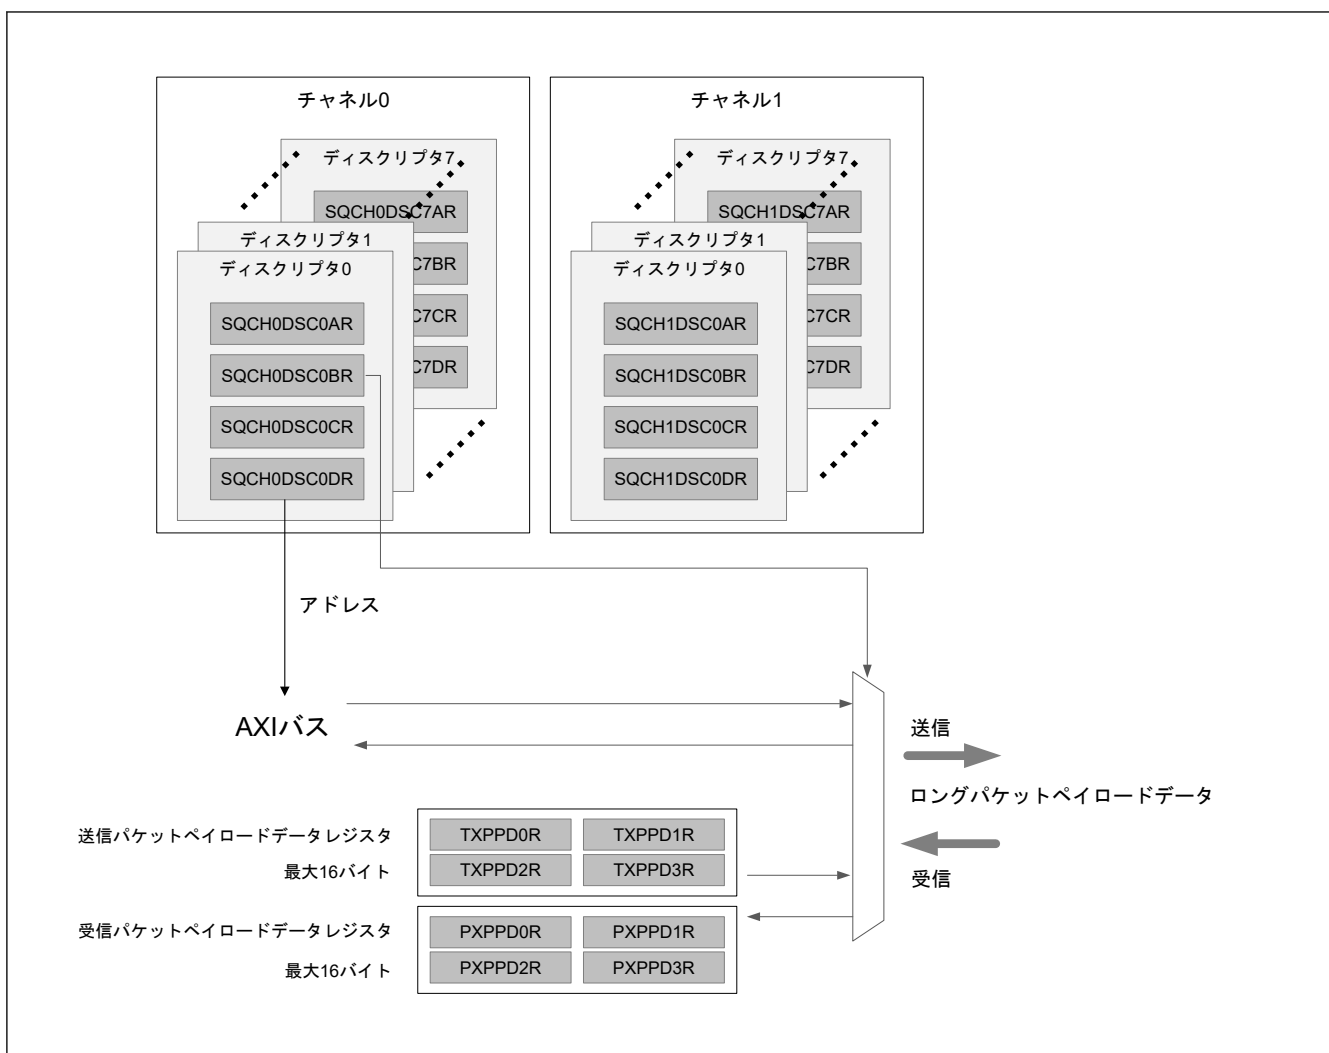 チャネル0
ディスクリプタ7
SQCH0DSC7AR
ディスクリプタ1
C7BR
ディスクリプタ0
SQCH0DSC0AR
C7CR
SQCH0DSC0BR
C7DR
SQCH0DSC0CR
SQCH0DSC0DR
チャネル1
ディスクリプタ7
SQCH1DSC7AR
ディスクリプタ1
C7BR
ディスクリプタ0
SQCH1DSC0AR
C7CR
SQCH1DSC0BR
C7DR
SQCH1DSC0CR
SQCH1DSC0DR
アドレス
AXIバス
送信
ロングパケットペイロードデータ
受信
送信パケットペイロードデータレジスタ
最大16バイト
TXPPD0R TXPPD1R
TXPPD2R TXPPD3R
受信パケットペイロードデータレジスタ
最大16バイト
PXPPD0R PXPPD1R
PXPPD2R PXPPD3R